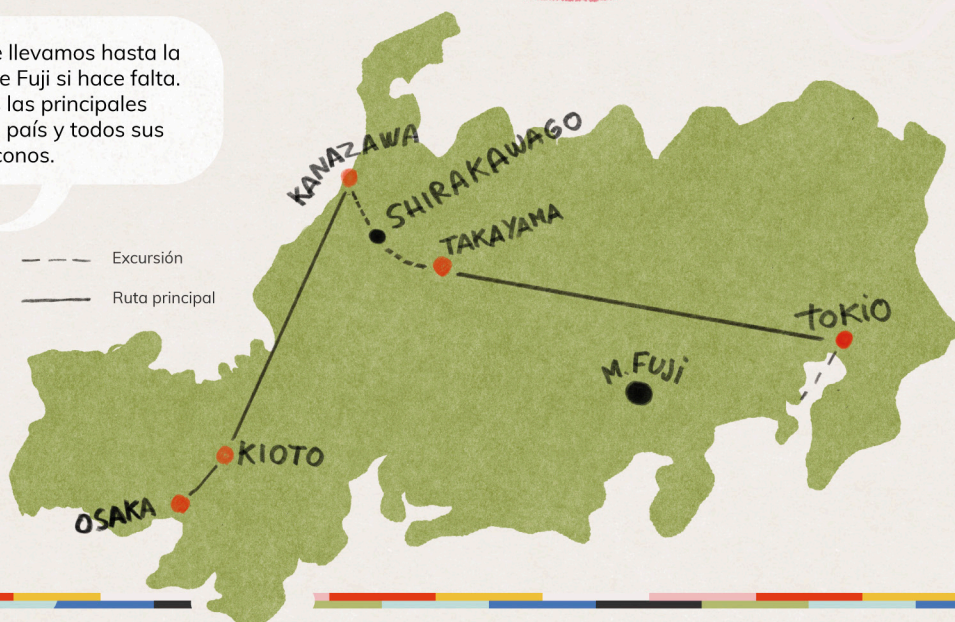 llevamos hasta la
e Fuji si hace falta.
las principales
país y todos sus
conos.
KANAZAWA
SHIRAKAWAGO
TAKAYAMA
Excursión
Ruta principal
TOKIO
M. FUJI
KIOTO
OSAKA